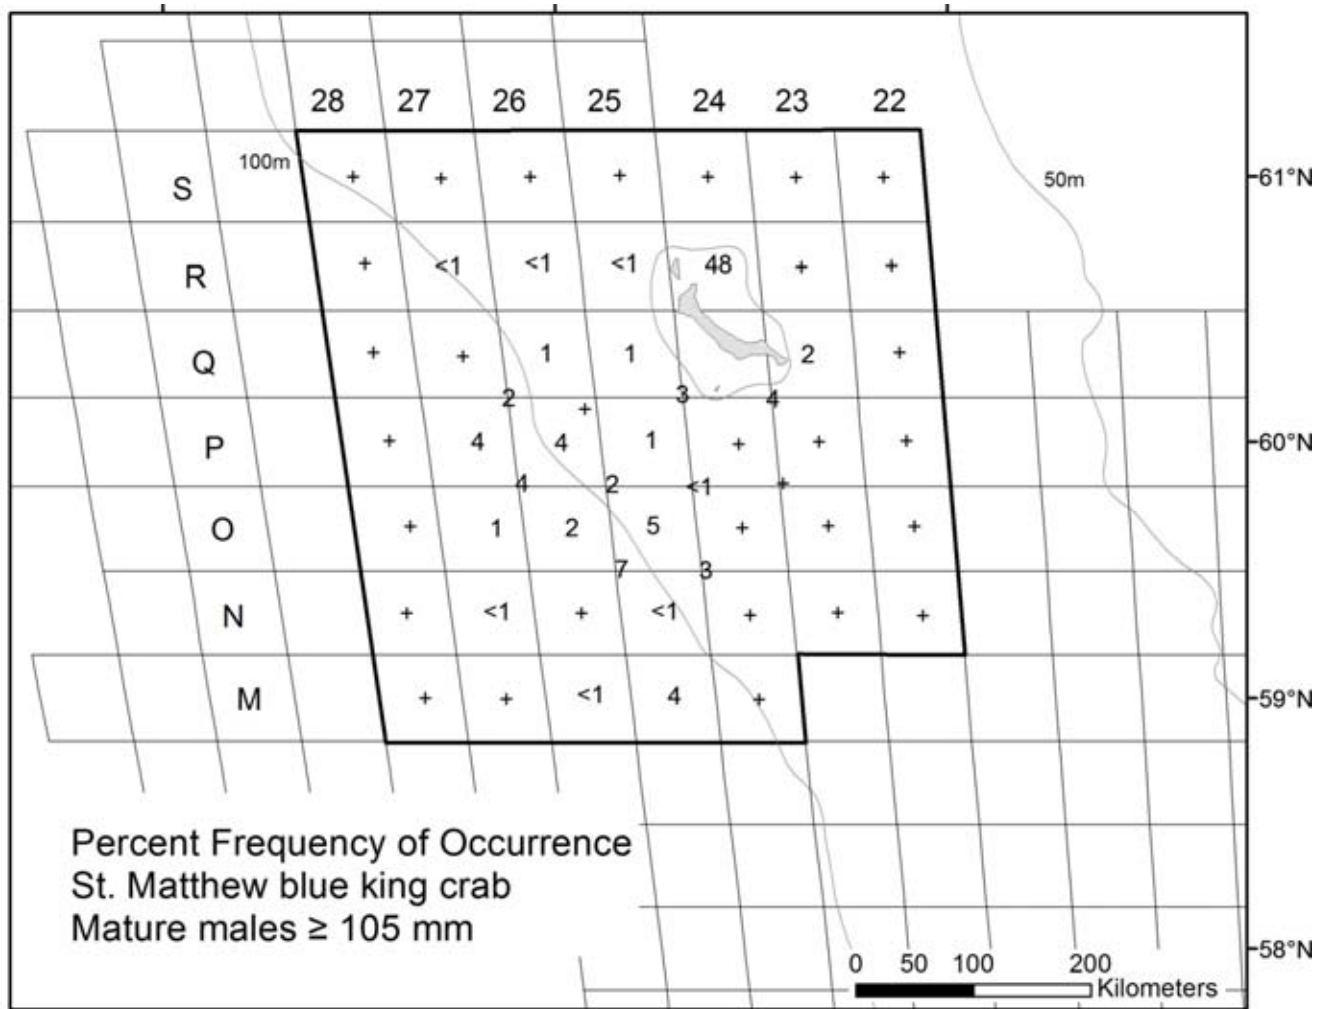 28 27 26 25 24 23 22
100m
50m
61°N
S + + + + + + +
R + <1 <1 <1 48 + +
Q + + 1 1 2 +
2 + 3 4
60°N
P + 4 4 1 + + +
4 2 <1 +
O + 1 2 5 + + +
7 3
N + <1 + <1 + + +
59°N
M + + <1 4 +
Percent Frequency of Occurrence
St. Matthew blue king crab
Mature males ≥ 105 mm
58°N
0 50 100 200
Kilometers